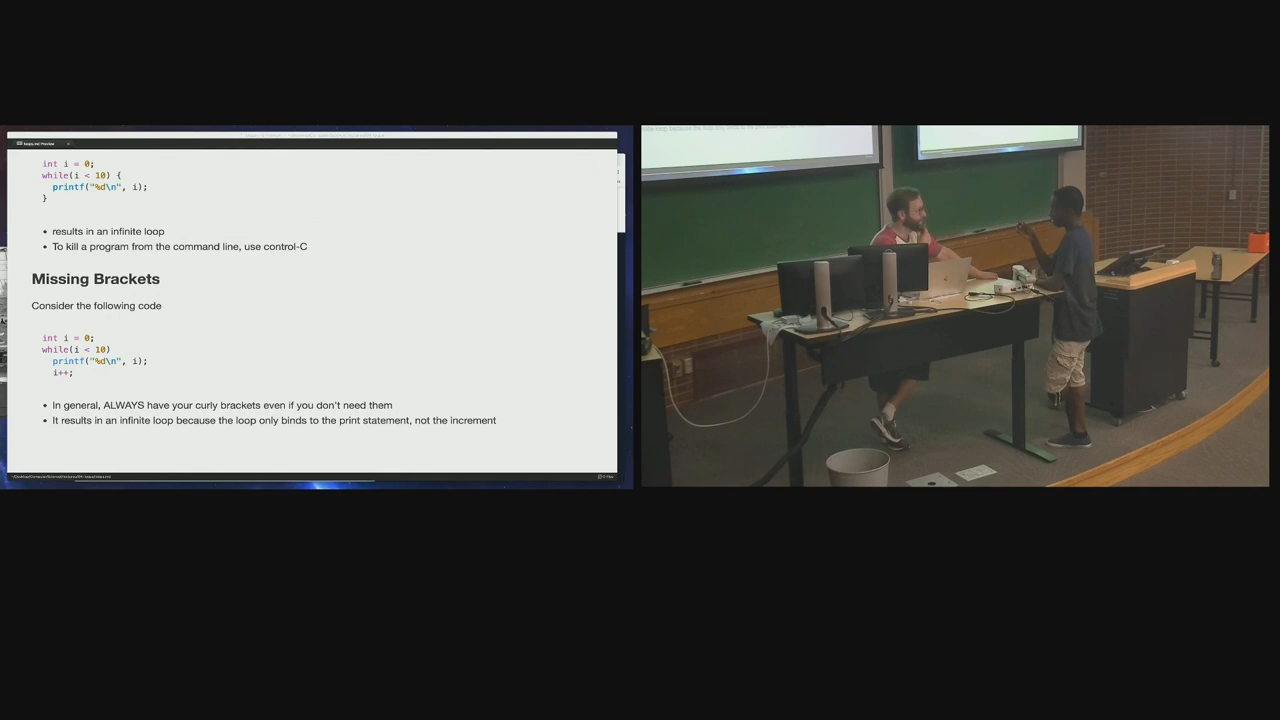 int i = 0;
while(i < 10) {
printf("%d\n", i);
}
• results in an infinite loop
• To kill a program from the command line, use control-C
Missing Brackets
Consider the following code
int i = 0;
while(i < 10)
printf("%d\n", i);
i++;
• In general, ALWAYS have your curly brackets even if you don't need them
• It results in an infinite loop because the loop only binds to the print statement, not the increment